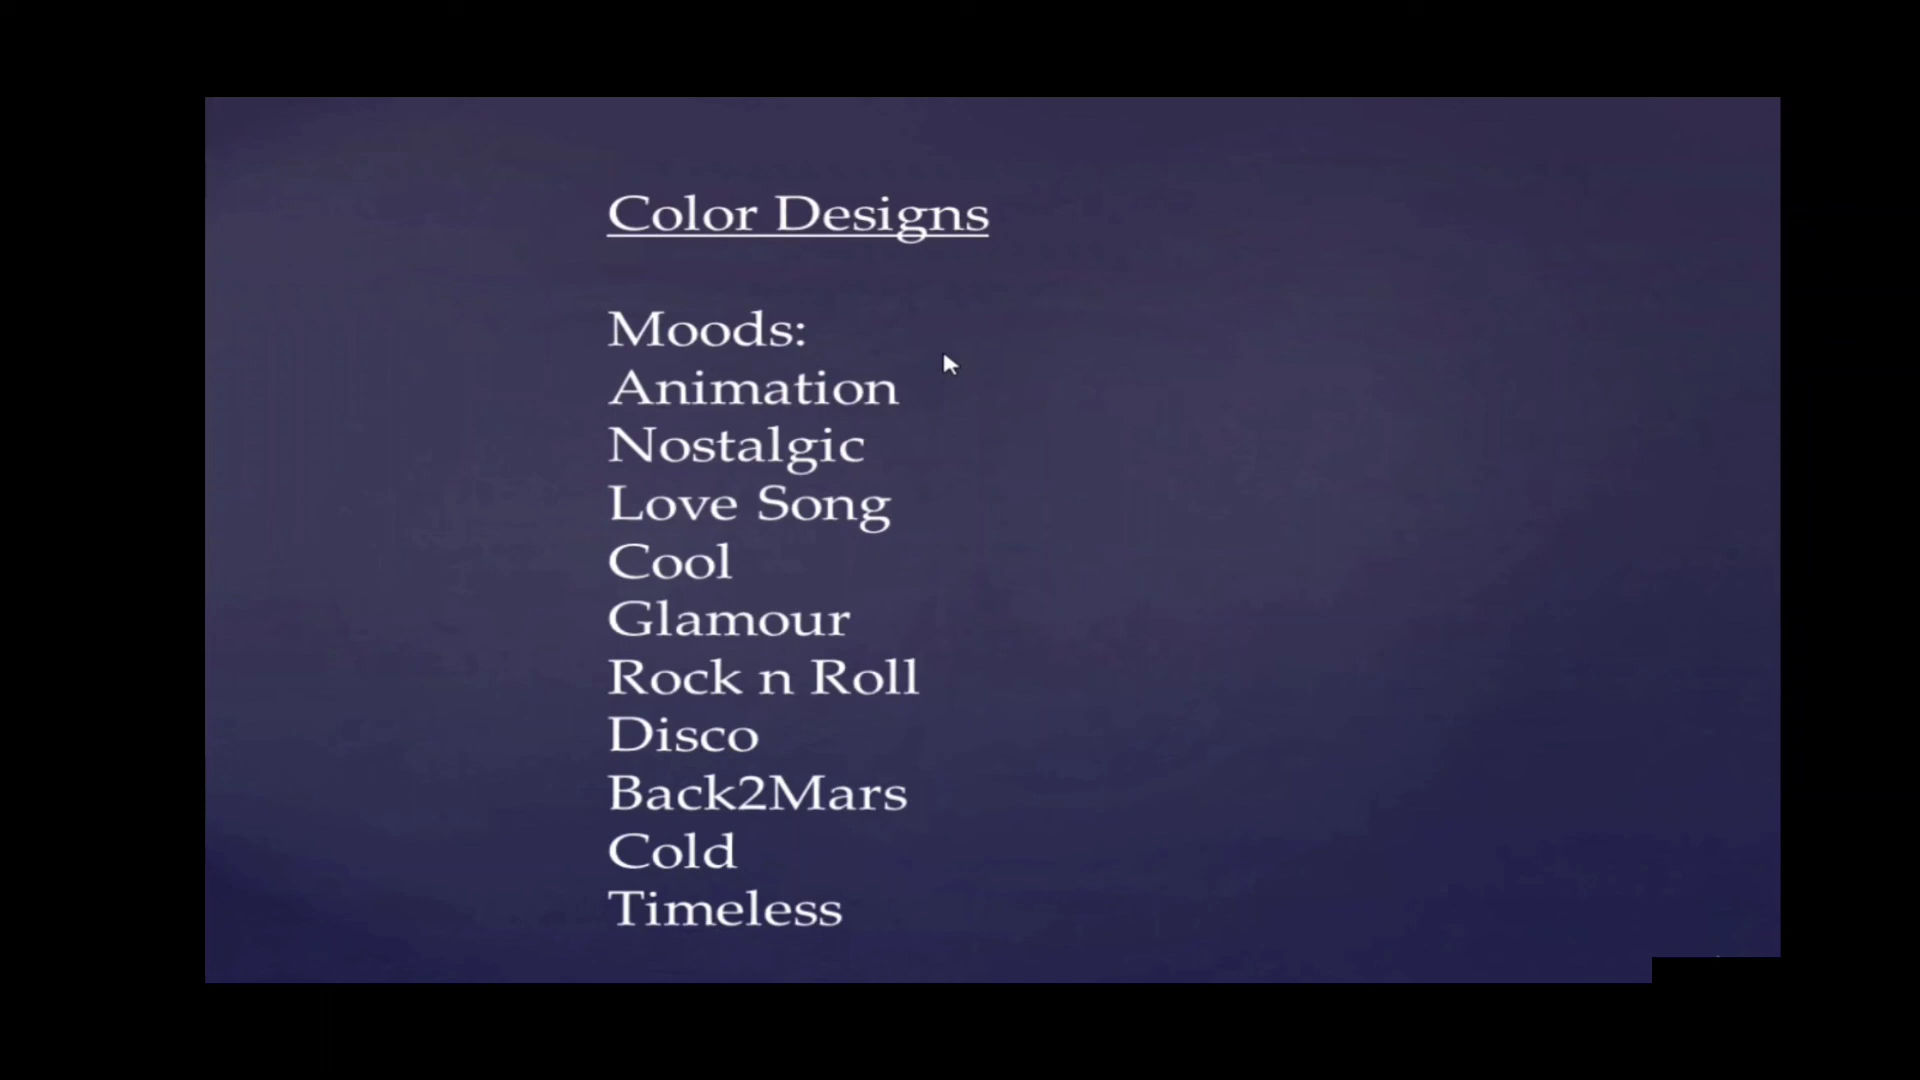 Color Designs
Moods:
Animation
Nostalgic
Love Song
Cool
Glamour
Rock n Roll
Disco
Back2Mars
Cold
Timeless